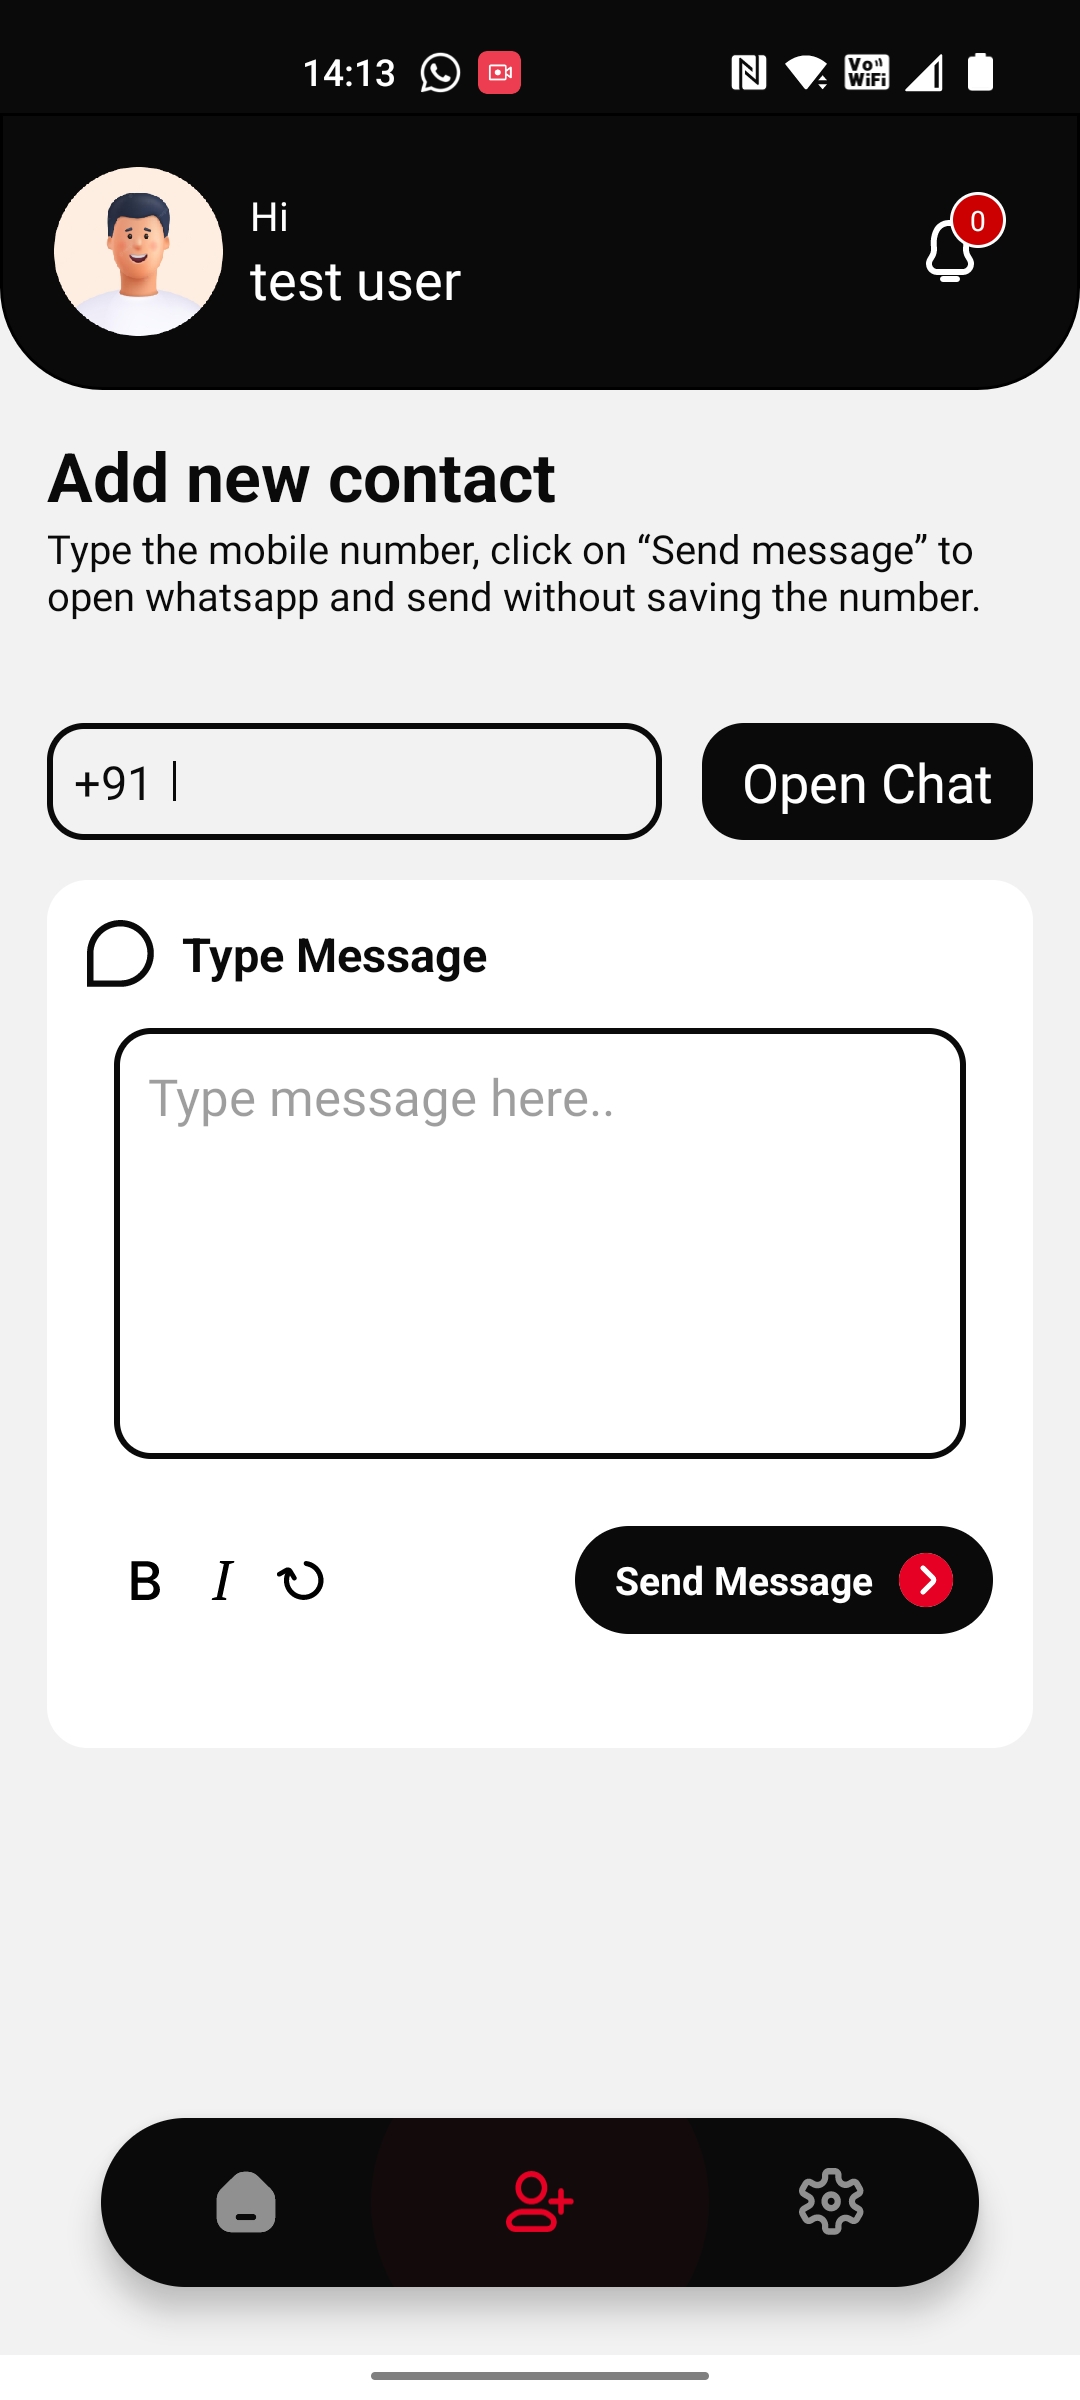 14:13
Vo WiFi
Hi
0
test user
Add new contact
Type the mobile number, click on “Send message” to
open whatsapp and send without saving the number.
+91
Open Chat
Type Message
Type message here..
B I
Send Message